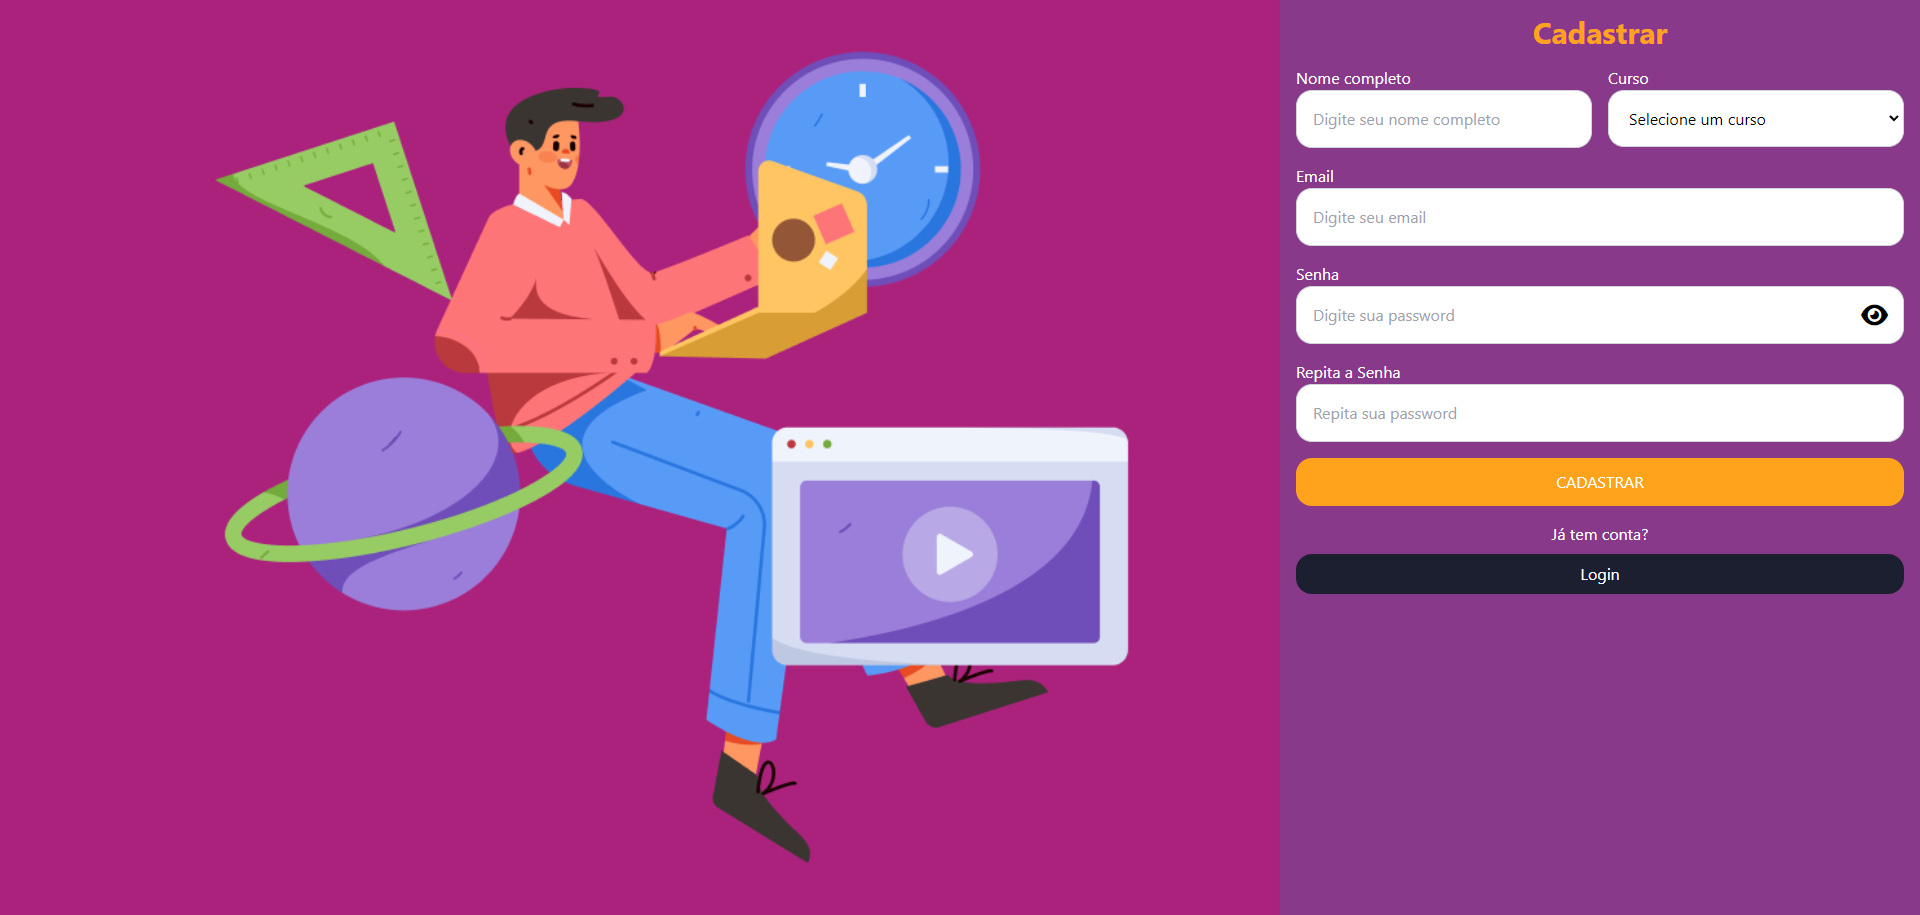 Cadastrar
Nome completo
Digite seu nome completo
Curso
Selecione um curso
Email
Digite seu email
Senha
Digite sua password
Repita a Senha
Repita sua password
CADASTRAR
Já tem conta?
Login